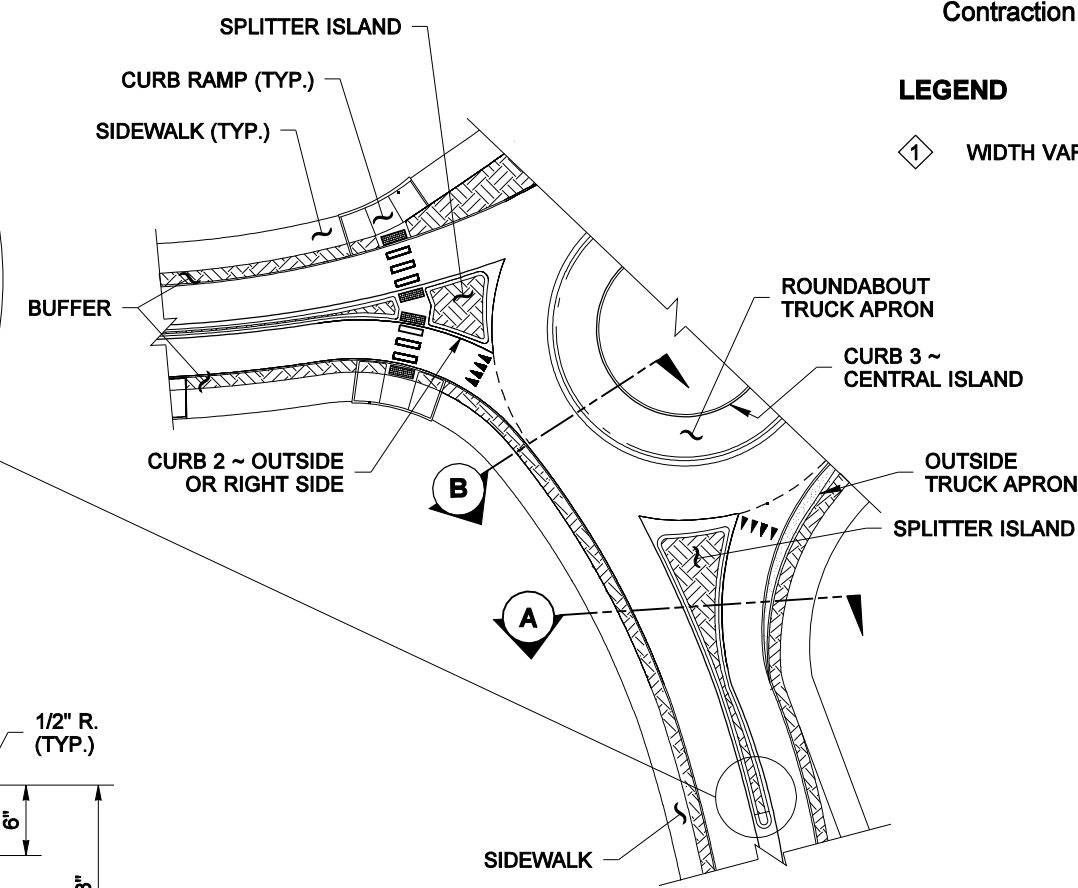 SPLITTER ISLAND
CURB RAMP (TYP.)
SIDEWALK (TYP.)
BUFFER
CURB 2 ~ OUTSIDE
OR RIGHT SIDE
Contraction
LEGEND
1 WIDTH VAR
ROUNDABOUT
TRUCK APRON
CURB 3 ~
CENTRAL ISLAND
OUTSIDE
TRUCK APRON
SPLITTER ISLAND
B
A
1/2" R.
(TYP.)
6"
SIDEWALK